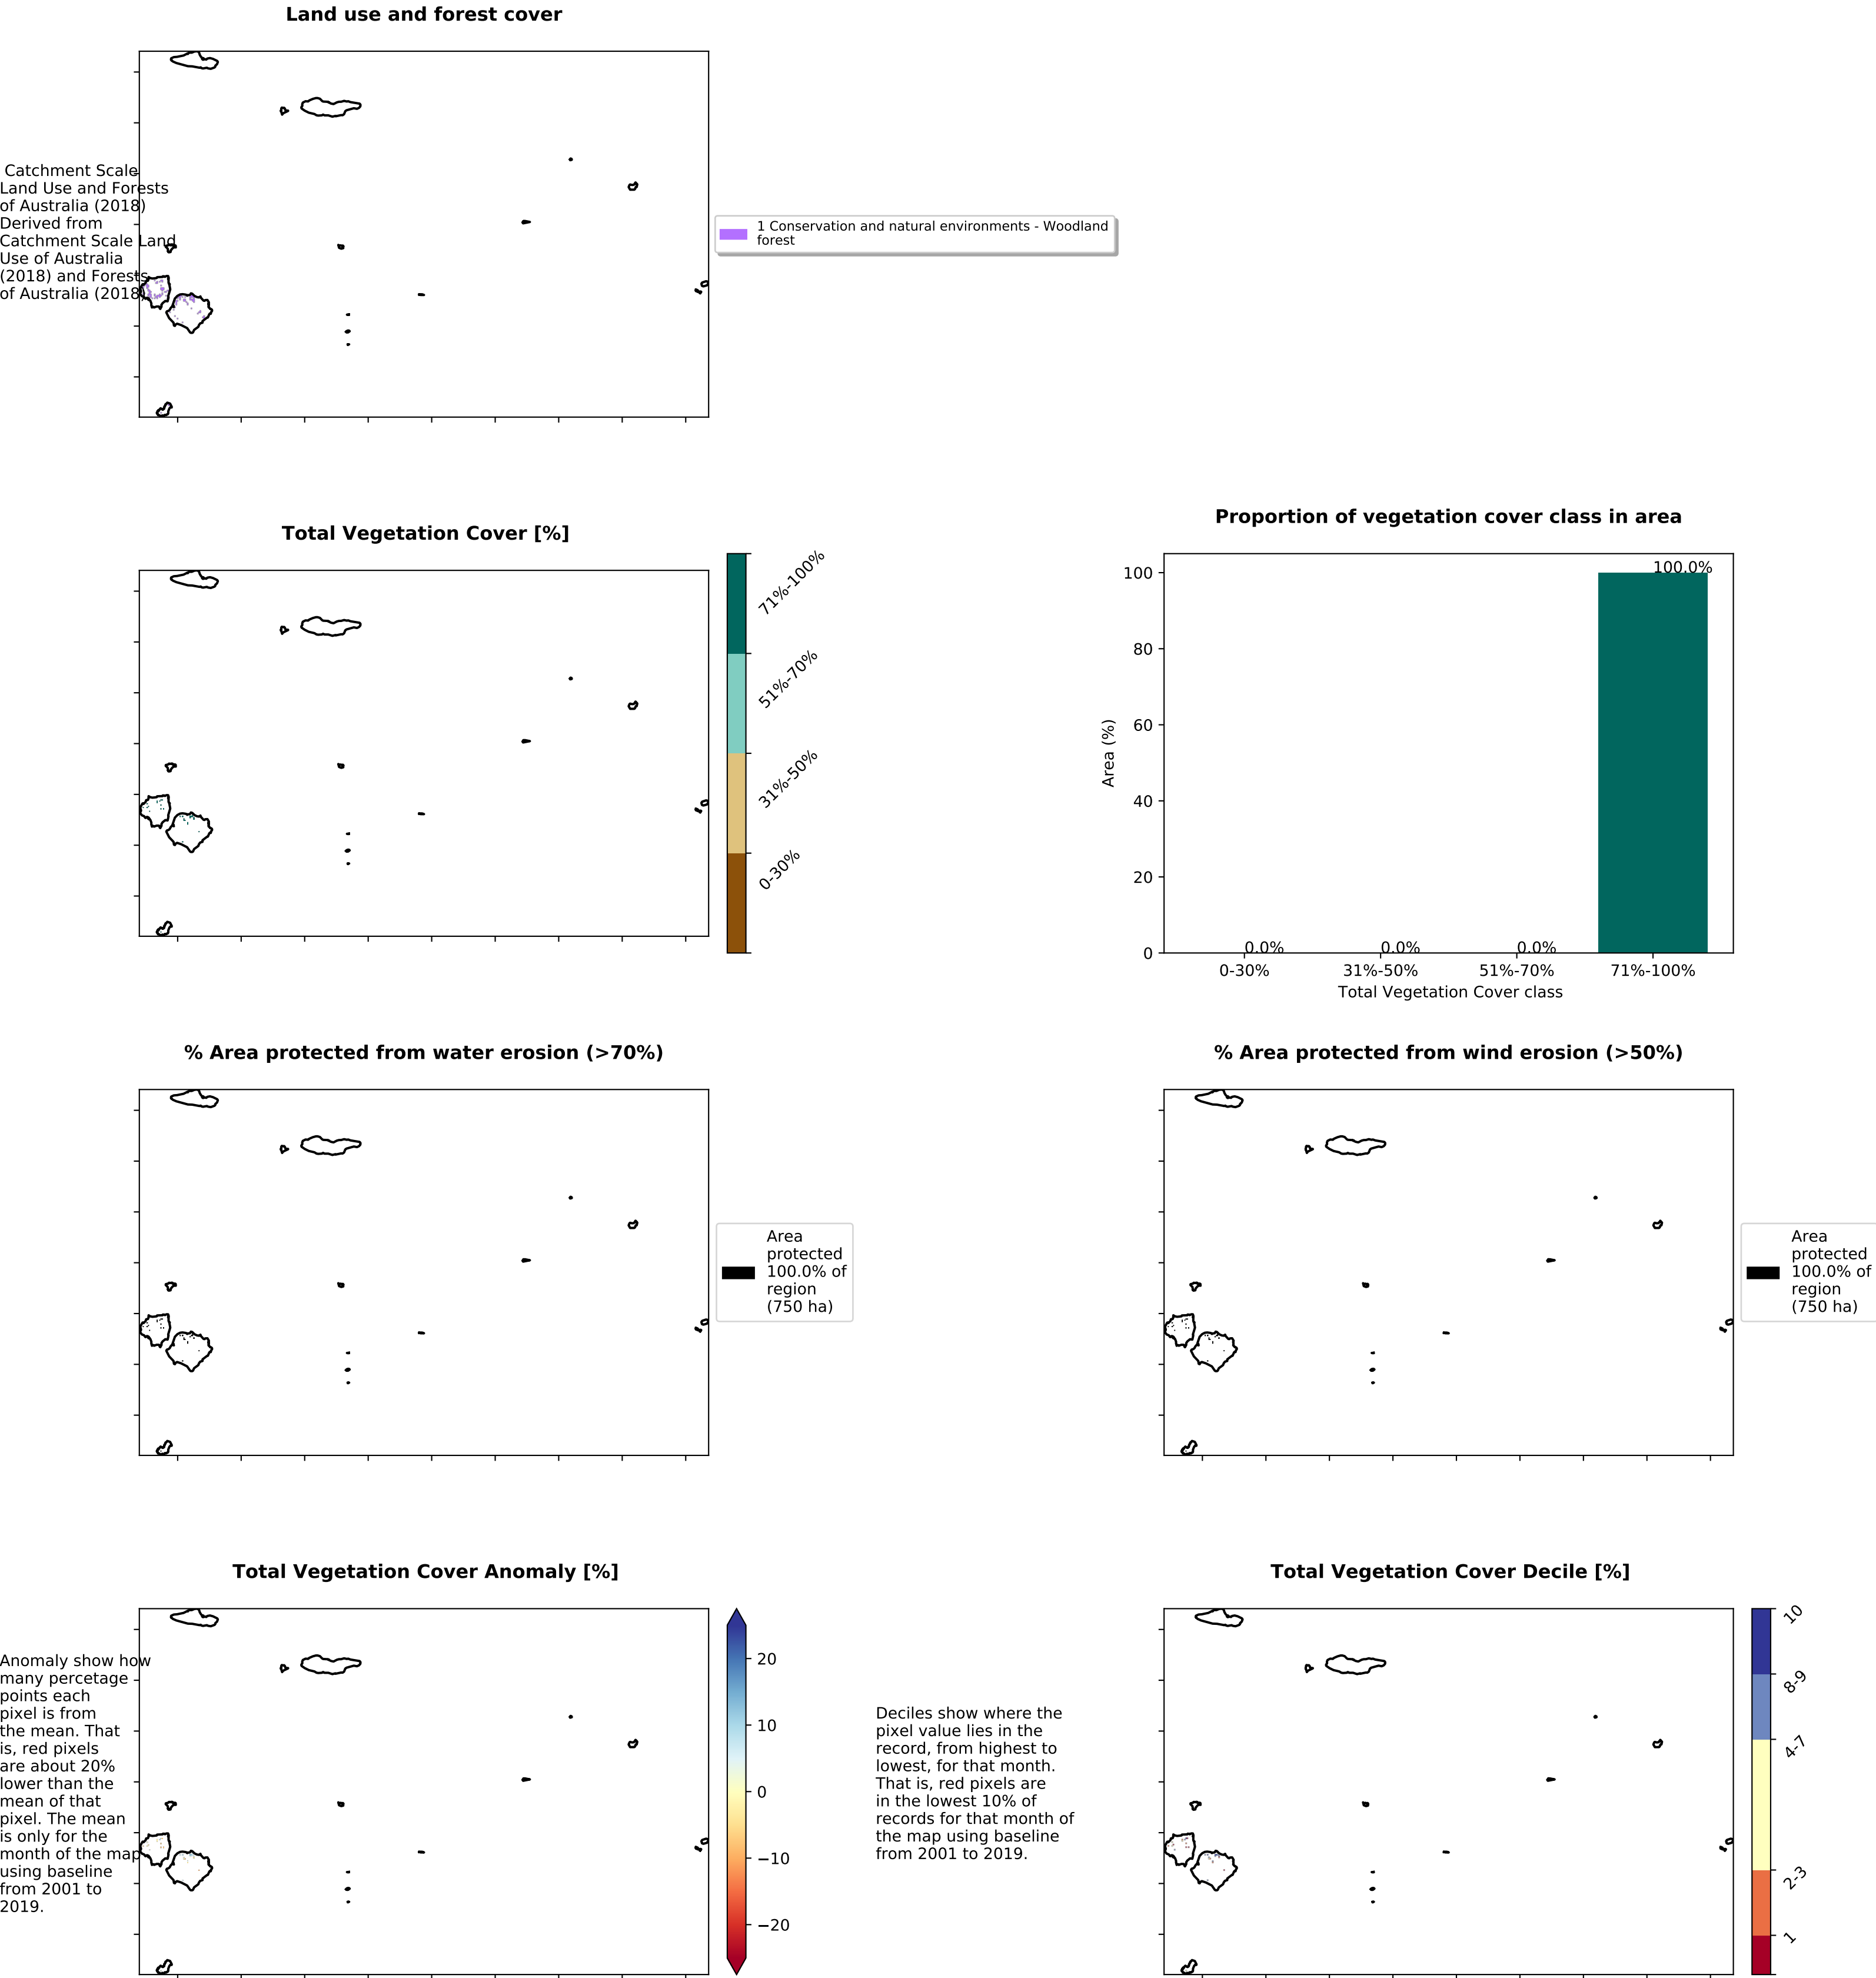 Land use and forest cover
Catchment Scale
Land Use and Forests
of Australia (2018)
Derived from
Catchment Scale Land
Use of Australia
(2018) and Forests
of Australia (2018)
1 Conservation and natural environments - Woodland
forest
Total Vegetation Cover [%]
71%-100%
51%-70%
31%-50%
0-30%
Proportion of vegetation cover class in area
100
80
60
40
20
0
Area (%)
0.0%
0.0%
0.0%
100.0%
0-30%
31%-50%
51%-70%
71%-100%
Total Vegetation Cover class
% Area protected from water erosion (>70%)
Area
protected
100.0% of
region
(750 ha)
% Area protected from wind erosion (>50%)
Area
protected
100.0% of
region
(750 ha)
Total Vegetation Cover Anomaly [%]
Anomaly show how
many percetage
points each
pixel is from
the mean. That
is, red pixels
are about 20%
lower than the
mean of that
pixel. The mean
is only for the
month of the map
using baseline
from 2001 to
2019.
20
10
0
−10
−20
Total Vegetation Cover Decile [%]
Deciles show where the
pixel value lies in the
record, from highest to
lowest, for that month.
That is, red pixels are
in the lowest 10% of
records for that month of
the map using baseline
from 2001 to 2019.
10
8-9
4-7
2-3
1